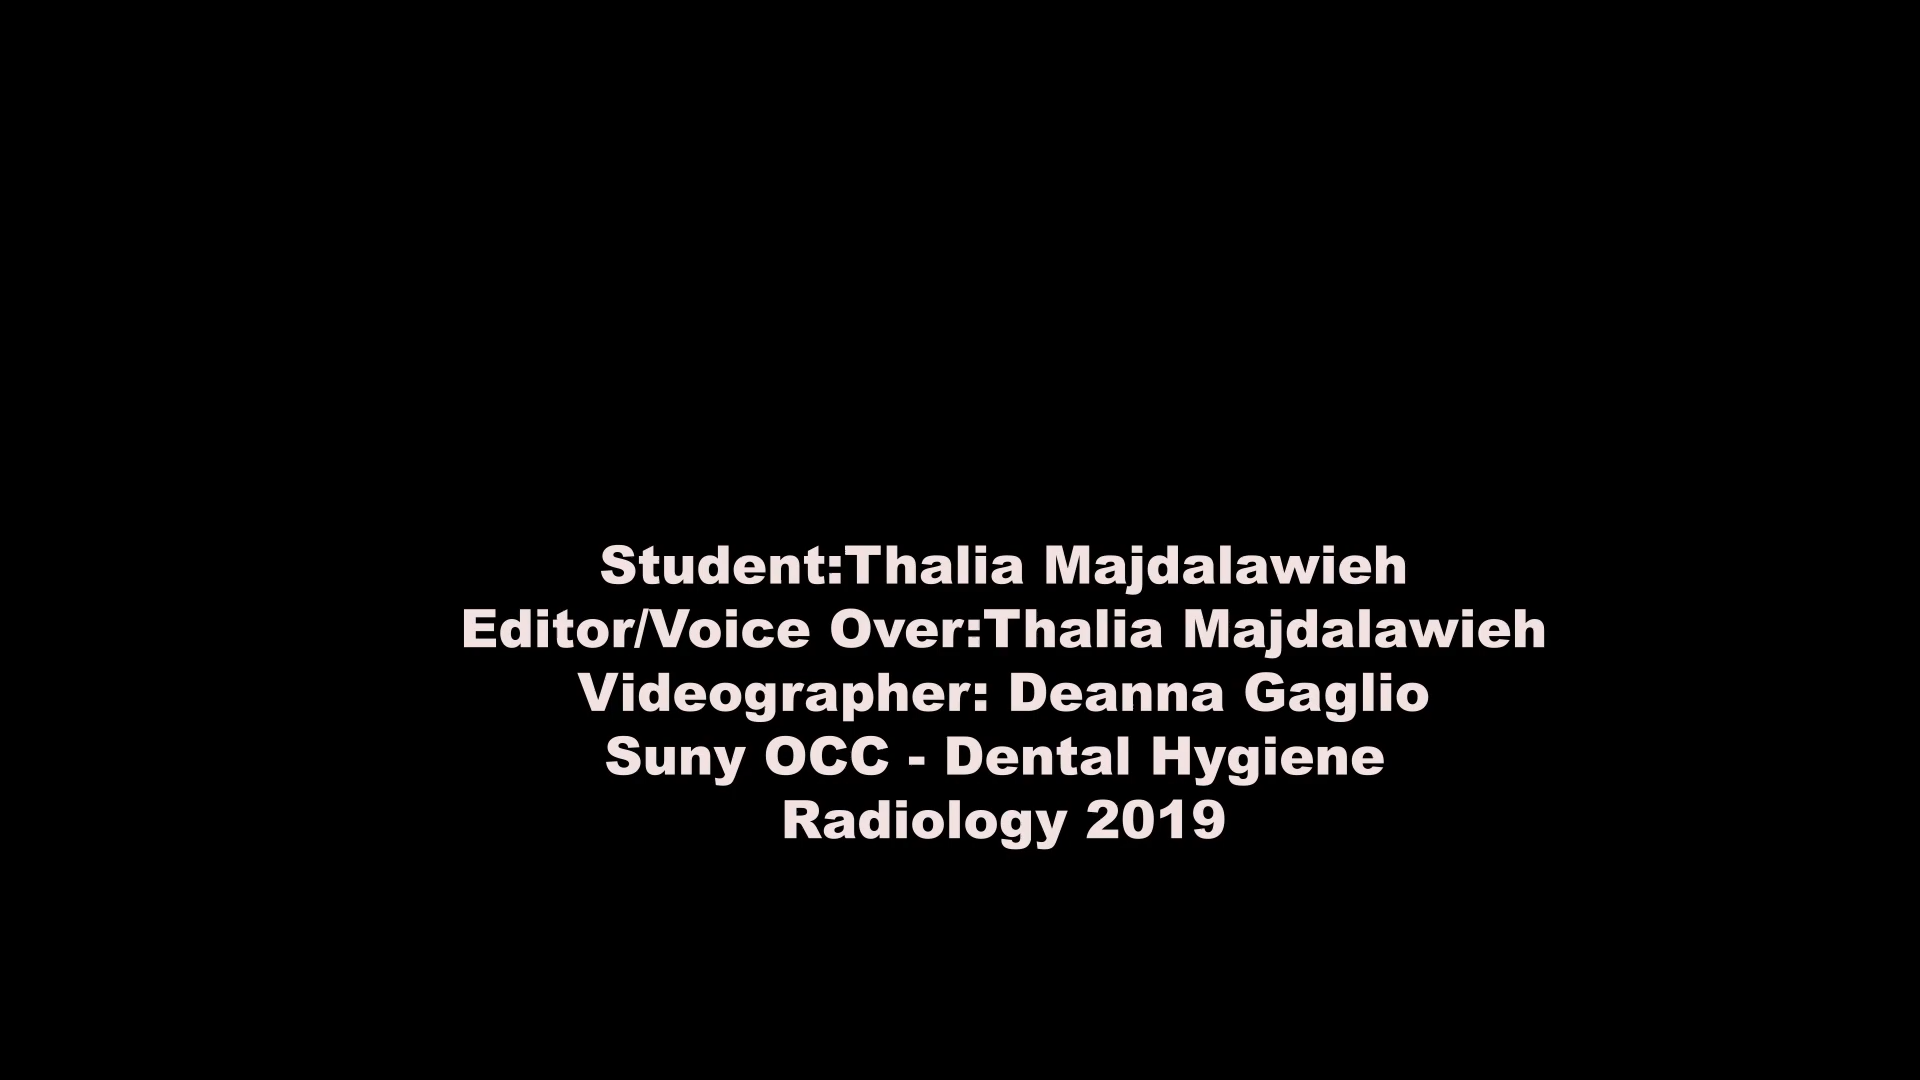 Student:Thalia Majdalawieh
Editor/Voice Over:Thalia Majdalawieh
Videographer: Deanna Gaglio
Suny OCC - Dental Hygiene
Radiology 2019